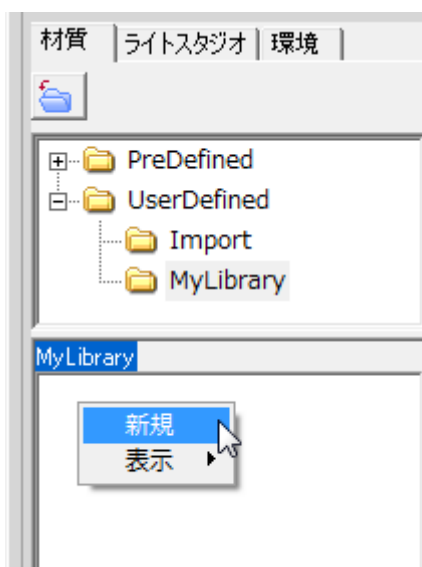 材質 ライトスタジオ 環境
PreDefined
UserDefined
Import
MyLibrary
MyLibrary
新規
表示